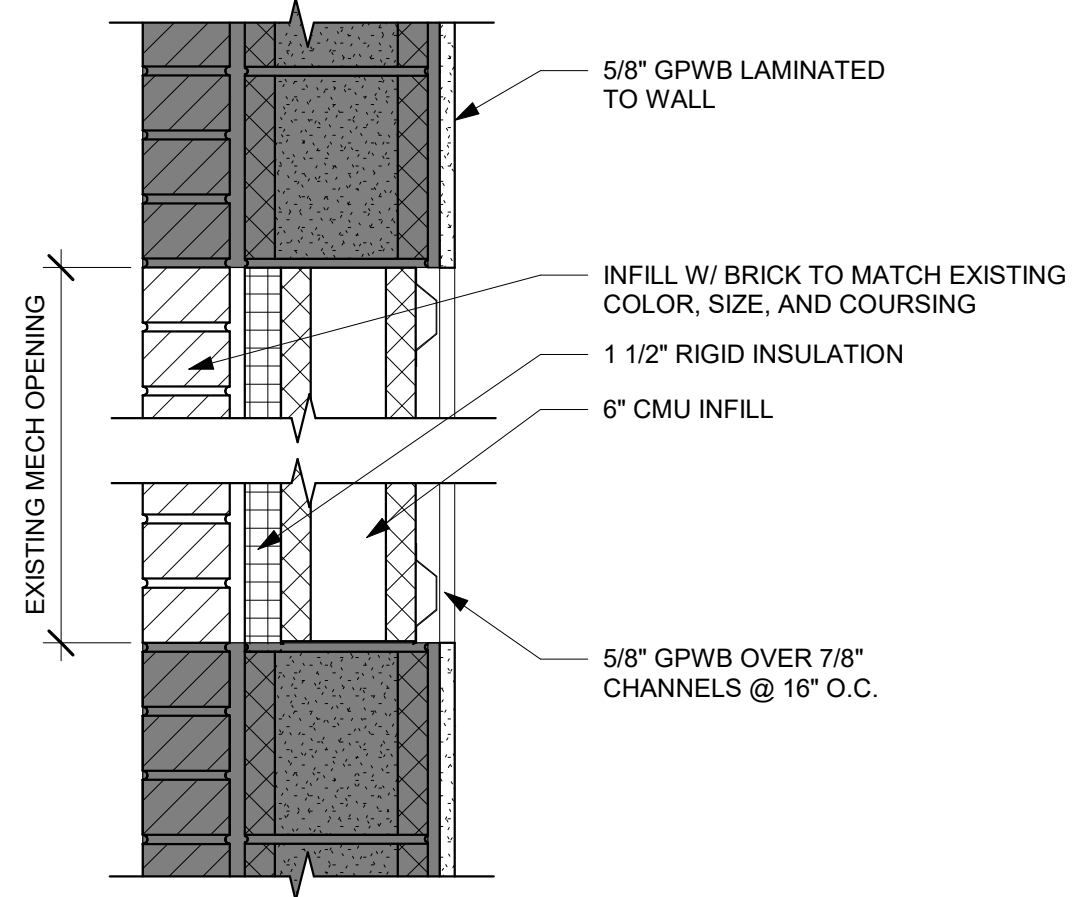 5/8" GPWB LAMINATED
TO WALL
INFILL W/ BRICK TO MATCH EXISTING
COLOR, SIZE, AND COURSING
1 1/2" RIGID INSULATION
6" CMU INFILL
EXISTING MECH OPENING
5/8" GPWB OVER 7/8"
CHANNELS @ 16" O.C.